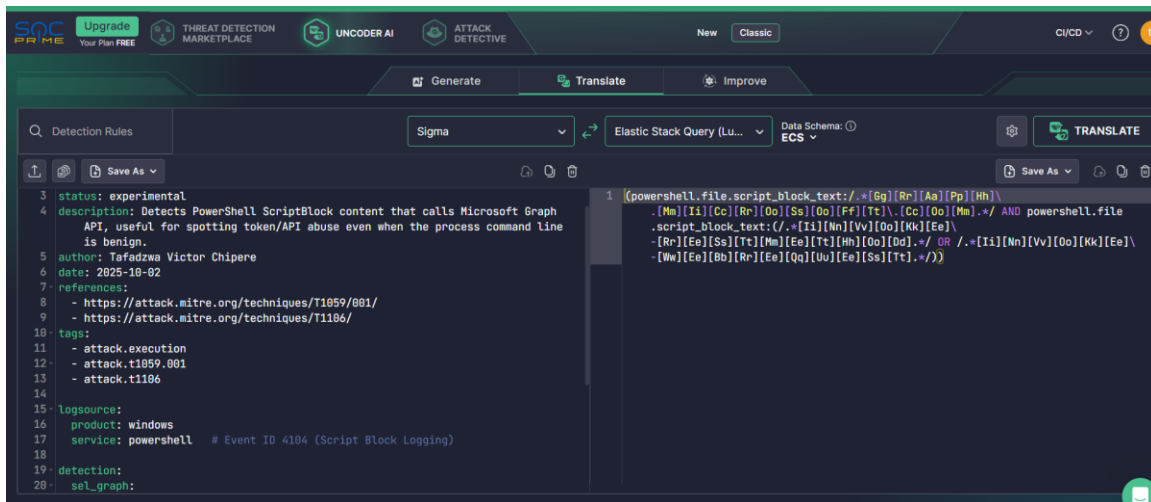 SOC PRIME
Upgrade
Your Plan FREE
THREAT DETECTION MARKETPLACE
UNCODER AI
ATTACK DETECTIVE
New
Classic
CI/CD
?
Generate
Translate
Improve
Detection Rules
Sigma
Elastic Stack Query (Lu...
Data Schema:
ECS
TRANSLATE
Save As
Save As
3 status: experimental
4 description: Detects PowerShell ScriptBlock content that calls Microsoft Graph
API, useful for spotting token/API abuse even when the process command line
is benign.
5 author: Tafadzwa Victor Chipere
6 date: 2025-10-02
7 references:
8 - https://attack.mitre.org/techniques/T1059/001/
9 - https://attack.mitre.org/techniques/T1106/
10 tags:
11 - attack.execution
12 - attack.t1059.001
13 - attack.t1106
14
15 logsource:
16 product: windows
17 service: powershell # Event ID 4104 (Script Block Logging)
18
19 detection:
20 sel_graph:
1 (powershell.file.script_block_text:/.*[Gg][Rr][Aa][Pp][Hh]\
.[Mm][Ii][Cc][Rr][Oo][Ss][Oo][Ff][Tt]\.[Cc][Oo][Mm].*/ AND powershell.file
.script_block_text:(/.*[Ii][Nn][Vv][Oo][Kk][Ee]\
-[Rr][Ee][Ss][Tt][Mm][Ee][Tt][Hh][Oo][Dd].*/ OR /.*[Ii][Nn][Vv][Oo][Kk][Ee]\
-[Ww][Ee][Bb][Rr][Ee][Qq][Uu][Ee][Ss][Tt].*/))